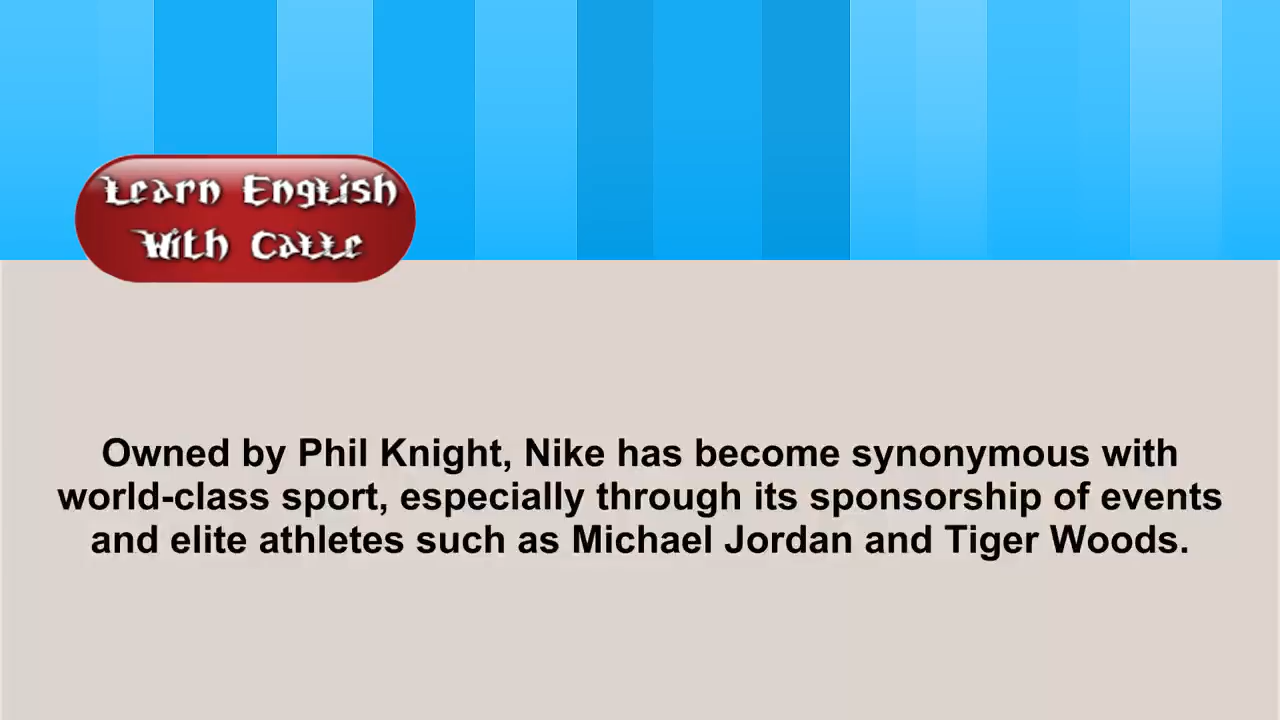 Learn English
With Calle
Owned by Phil Knight, Nike has become synonymous with
world-class sport, especially through its sponsorship of events
and elite athletes such as Michael Jordan and Tiger Woods.